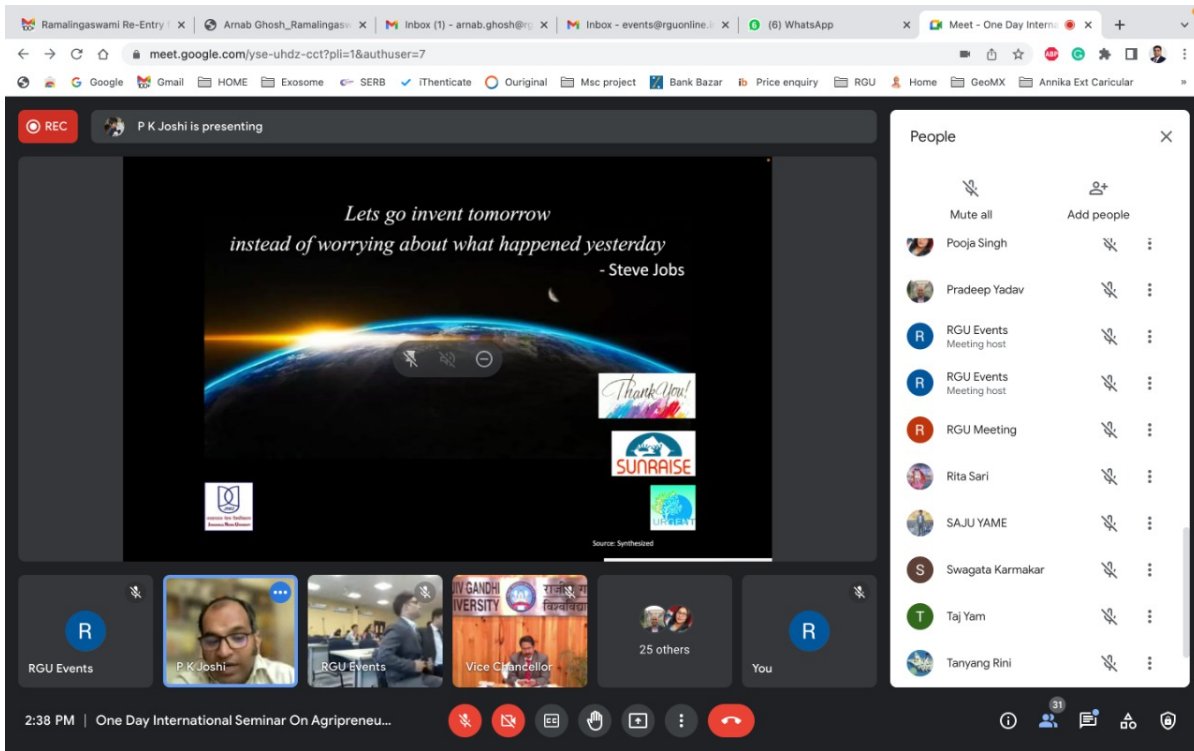 Ramalingaswami Re-Entry F
Arnab Ghosh_Ramalingasw
Inbox (1) - arnab.ghosh@rg
Inbox - events@rguonline.i
(6) WhatsApp
Meet - One Day Interna
meet.google.com/yse-uhdz-cct?pli=1&authuser=7
Google
Gmail
HOME
Exosome
SERB
iThenticate
Ouriginal
Msc project
Bank Bazar
Price enquiry
RGU
Home
GeoMX
Annika Ext Caricular
REC
P K Joshi is presenting
Lets go invent tomorrow
instead of worrying about what happened yesterday
- Steve Jobs
Thank You!
SUNRAISE
URGENT
Source: Synthesized
R
RGU Events
P K Joshi
RGU Events
JIV GANDHI
IVERSITY
Vice Chancellor
25 others
R
You
2:38 PM | One Day International Seminar On Agripreneu...
31
People
Mute all
Add people
Pooja Singh
Pradeep Yadav
R
RGU Events
Meeting host
R
RGU Events
Meeting host
R
RGU Meeting
Rita Sari
SAJU YAME
S
Swagata Karmakar
T
Taj Yam
Tanyang Rini